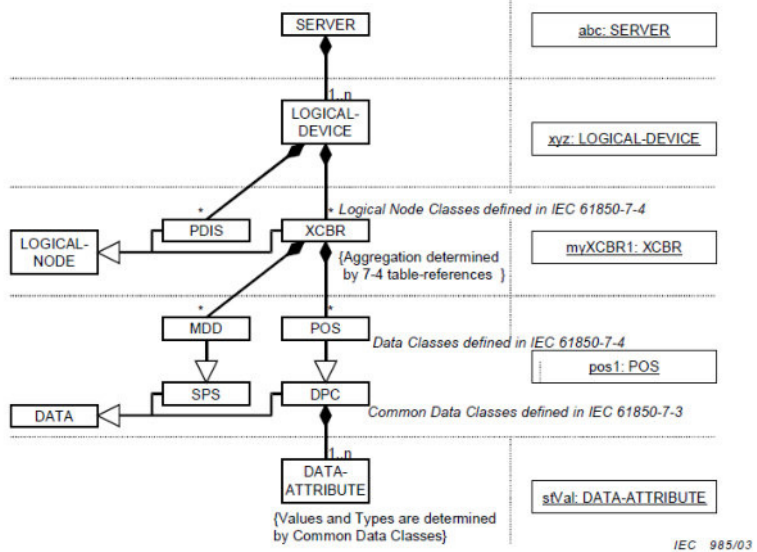 SERVER
abc: SERVER
1..n
LOGICAL-
DEVICE
xyz: LOGICAL-DEVICE
* * Logical Node Classes defined in IEC 61850-7-4
PDIS
XCBR
LOGICAL-
NODE
myXCBR1: XCBR
{Aggregation determined
by 7-4 table-references }
* *
MDD
POS
Data Classes defined in IEC 61850-7-4
pos1: POS
SPS
DPC
DATA
Common Data Classes defined in IEC 61850-7-3
1..n
DATA-
ATTRIBUTE
stVal: DATA-ATTRIBUTE
{Values and Types are determined
by Common Data Classes}
IEC 985/03